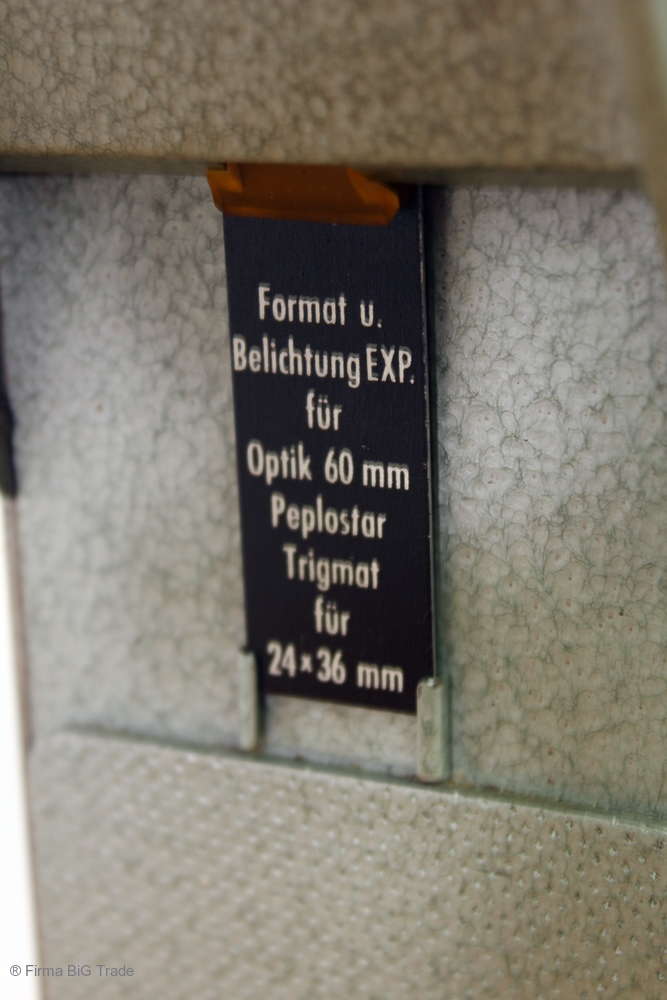 Format u.
Belichtung EXP.
für
Optik 60 mm
Peplostar
Trigmat
für
24×36 mm
® Firma BiG Trade